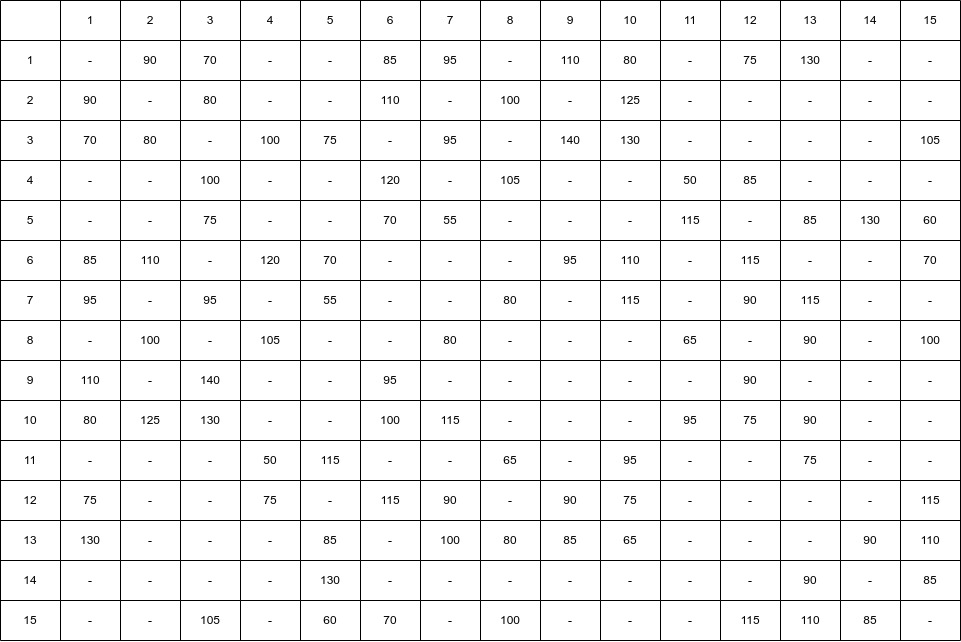 1 2 3 4 5 6 7 8 9 10 11 12 13 14 15
1 - 90 70 - - 85 95 - 110 80 - 75 130 - -
2 90 - 80 - - 110 - 100 - 125 - - - - -
3 70 80 - 100 75 - 95 - 140 130 - - - - 105
4 - - 100 - - 120 - 105 - - 50 85 - - -
5 - - 75 - - 70 55 - - - 115 - 85 130 60
6 85 110 - 120 70 - - - 95 110 - 115 - - 70
7 95 - 95 - 55 - - 80 - 115 - 90 115 - -
8 - 100 - 105 - - 80 - - - 65 - 90 - 100
9 110 - 140 - - 95 - - - - - 90 - - -
10 80 125 130 - - 100 115 - - - 95 75 90 - -
11 - - - 50 115 - - 65 - 95 - - 75 - -
12 75 - - 75 - 115 90 - 90 75 - - - - 115
13 130 - - - 85 - 100 80 85 65 - - - 90 110
14 - - - - 130 - - - - - - - 90 - 85
15 - - 105 - 60 70 - 100 - - - 115 110 85 -